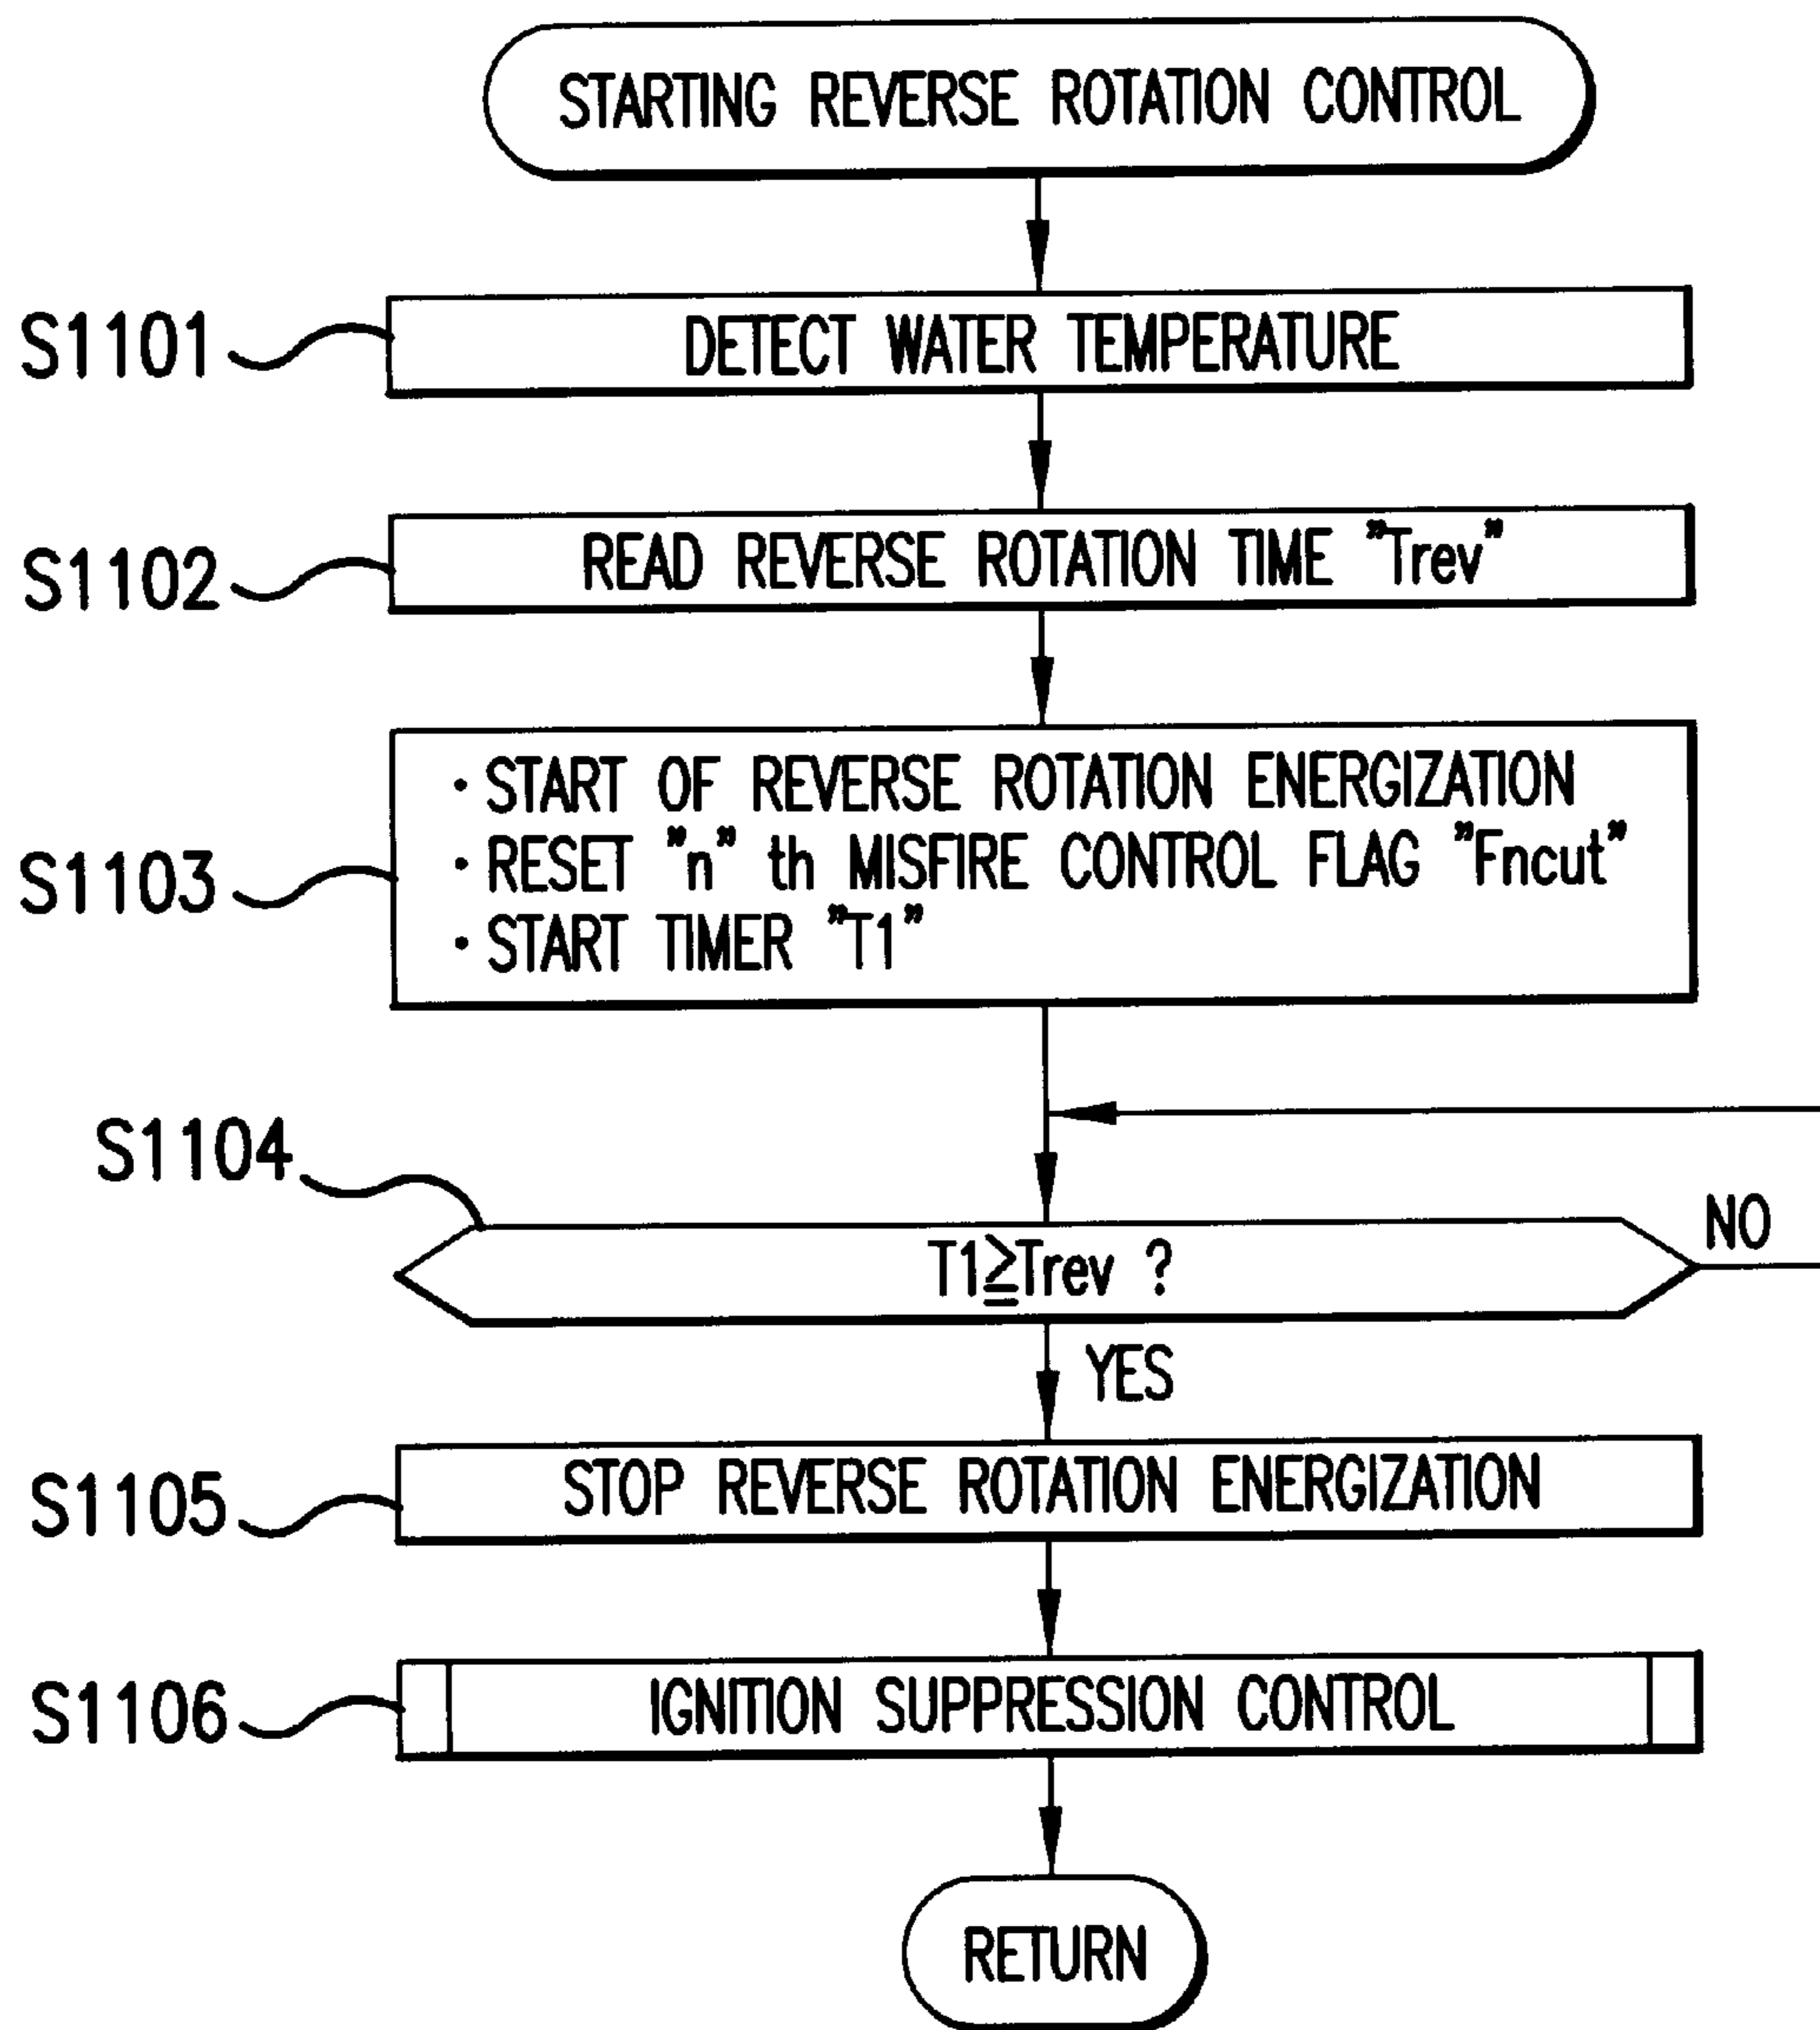 STARTING REVERSE ROTATION CONTROL
S1101
DETECT WATER TEMPERATURE
S1102
READ REVERSE ROTATION TIME "Trev"
S1103
· START OF REVERSE ROTATION ENERGIZATION
· RESET "n" th MISFIRE CONTROL FLAG "Fncut"
· START TIMER "T1"
S1104
T1≧Trev ?
NO
YES
S1105
STOP REVERSE ROTATION ENERGIZATION
S1106
IGNITION SUPPRESSION CONTROL
RETURN